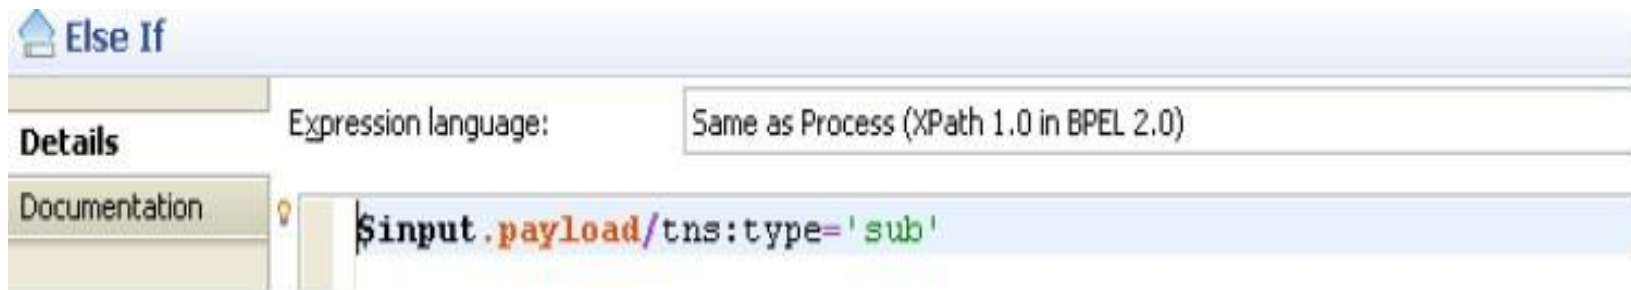 Else If
Expression language: Same as Process (XPath 1.0 in BPEL 2.0)
Details
Documentation
$input.payload/tns:type='sub'